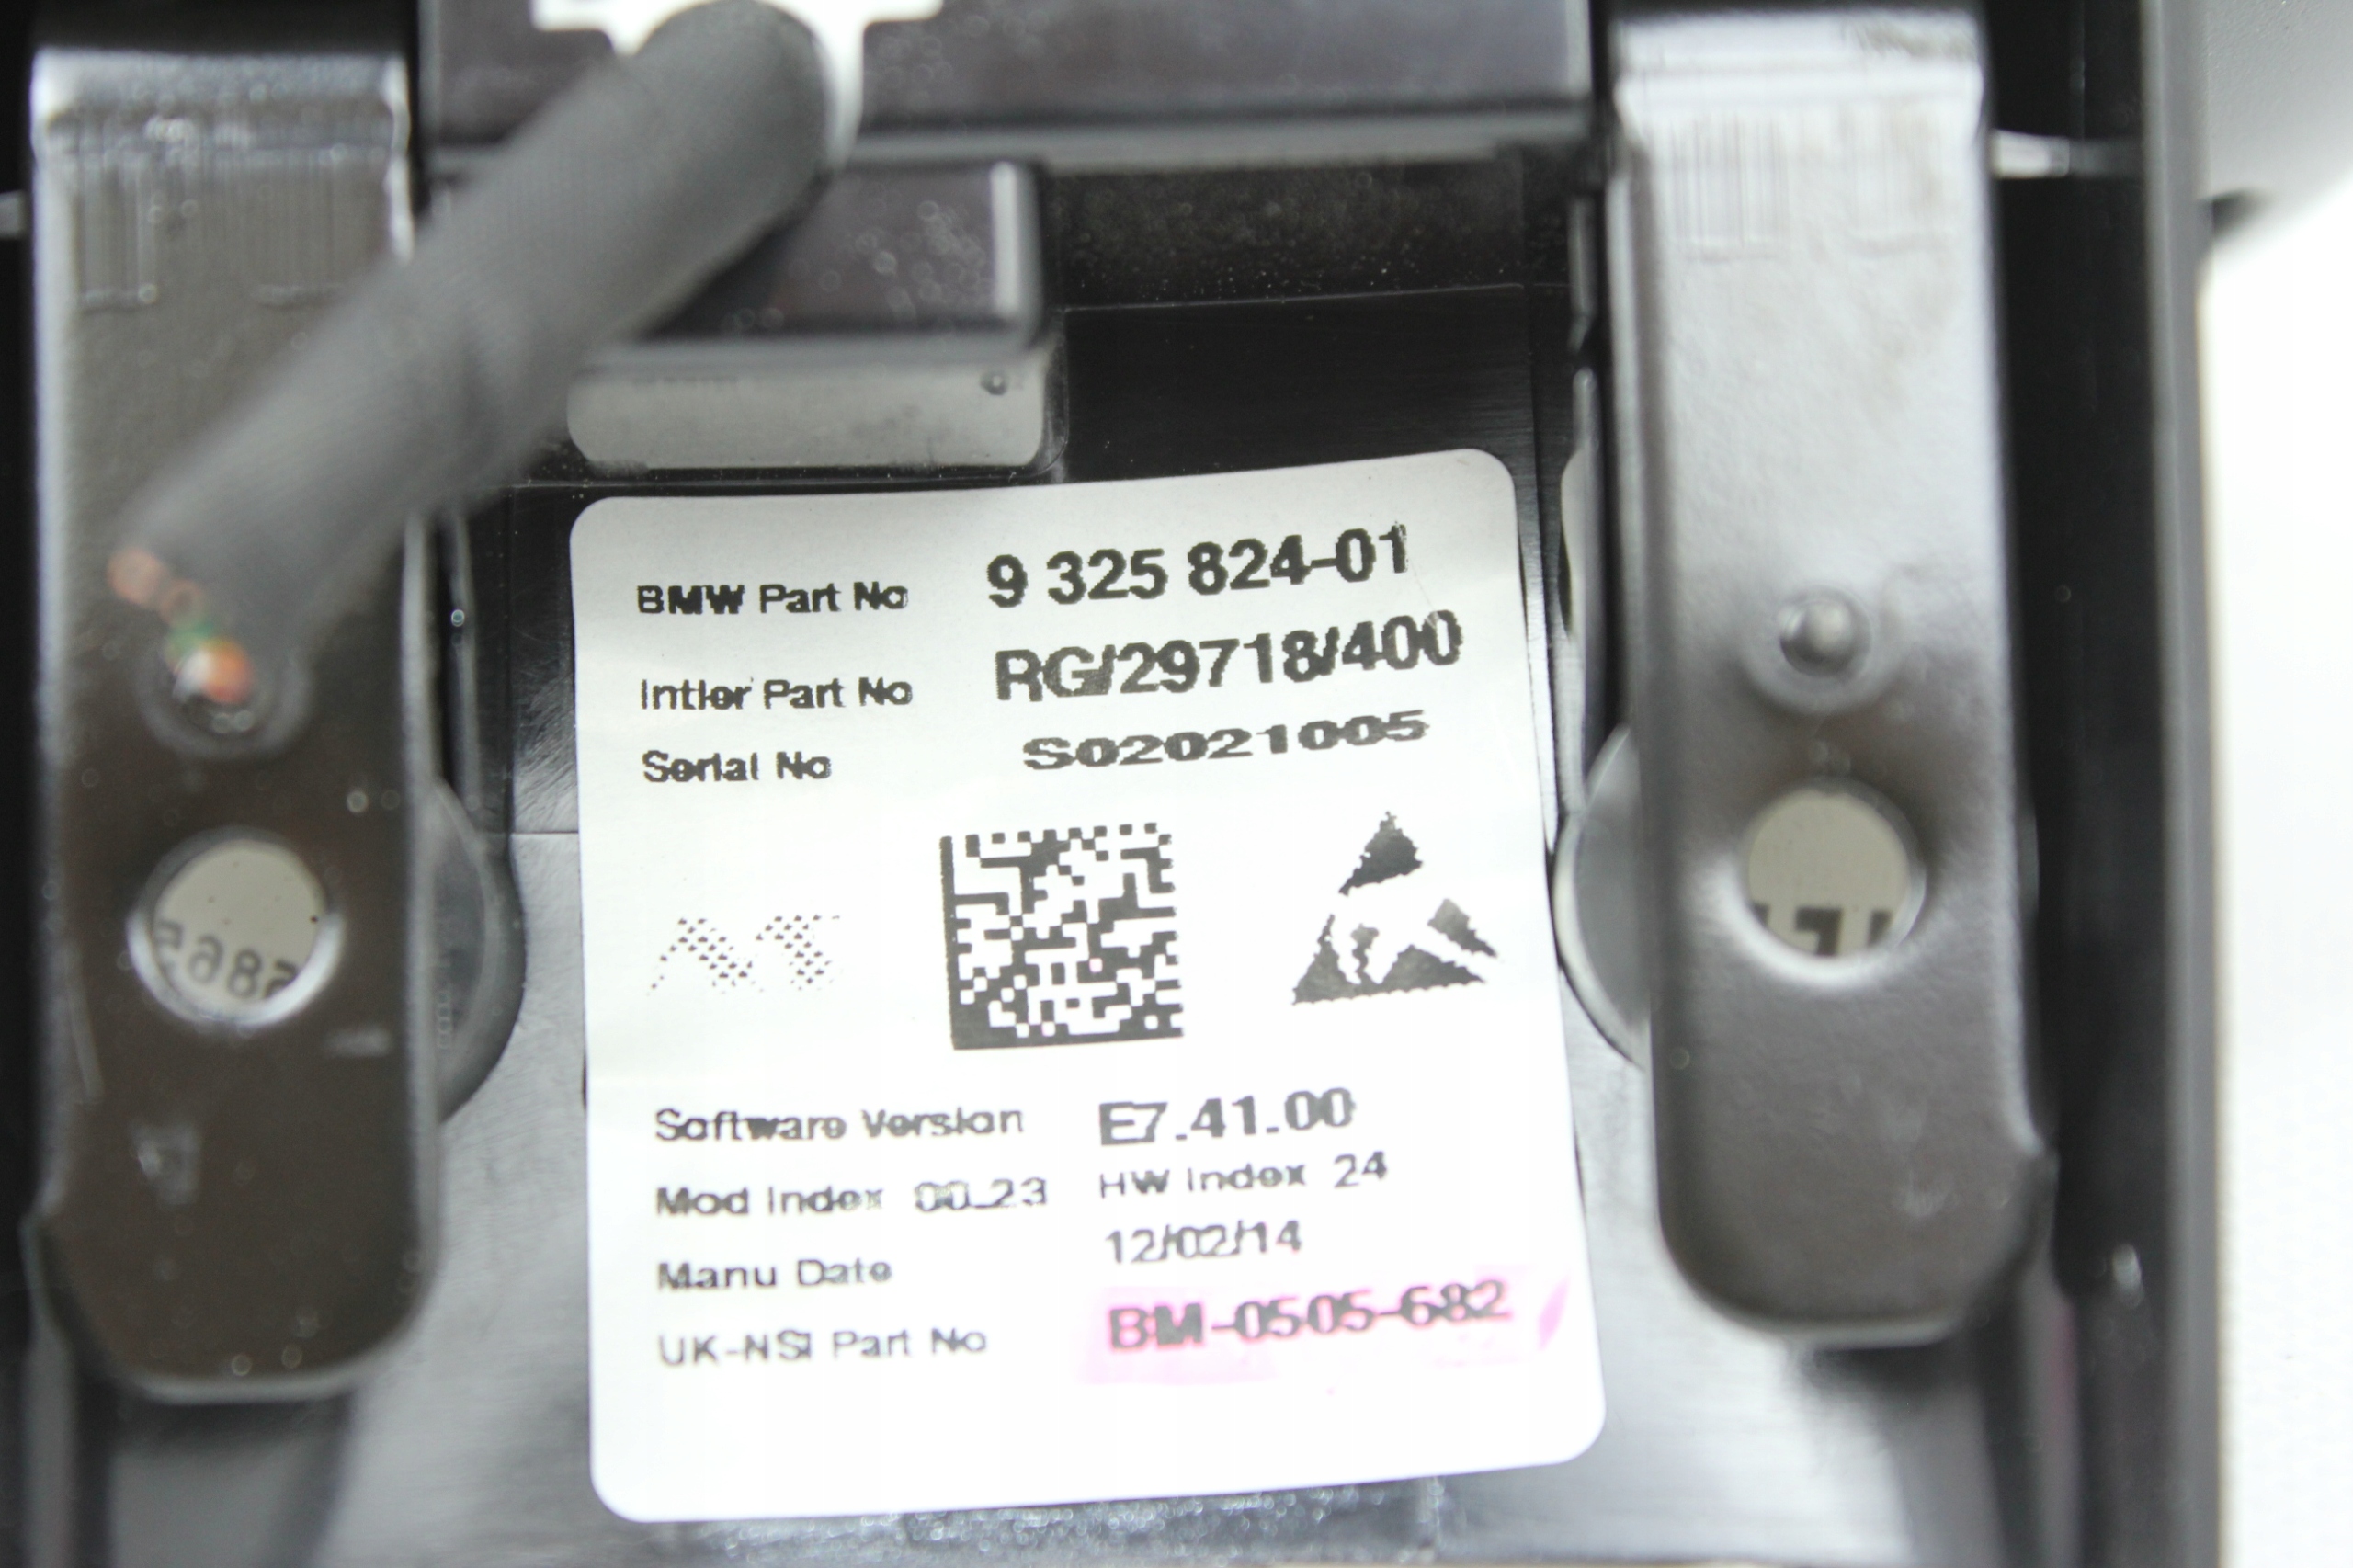 BMW Part No 9 325 824-01
Intier Part No RG/29718/400
Serial No S02021005
Software Version E7.41.00
Mod Index 00.23 HW Index 24
Manu Date 12/02/14
UK-NSI Part No BM-0505-682